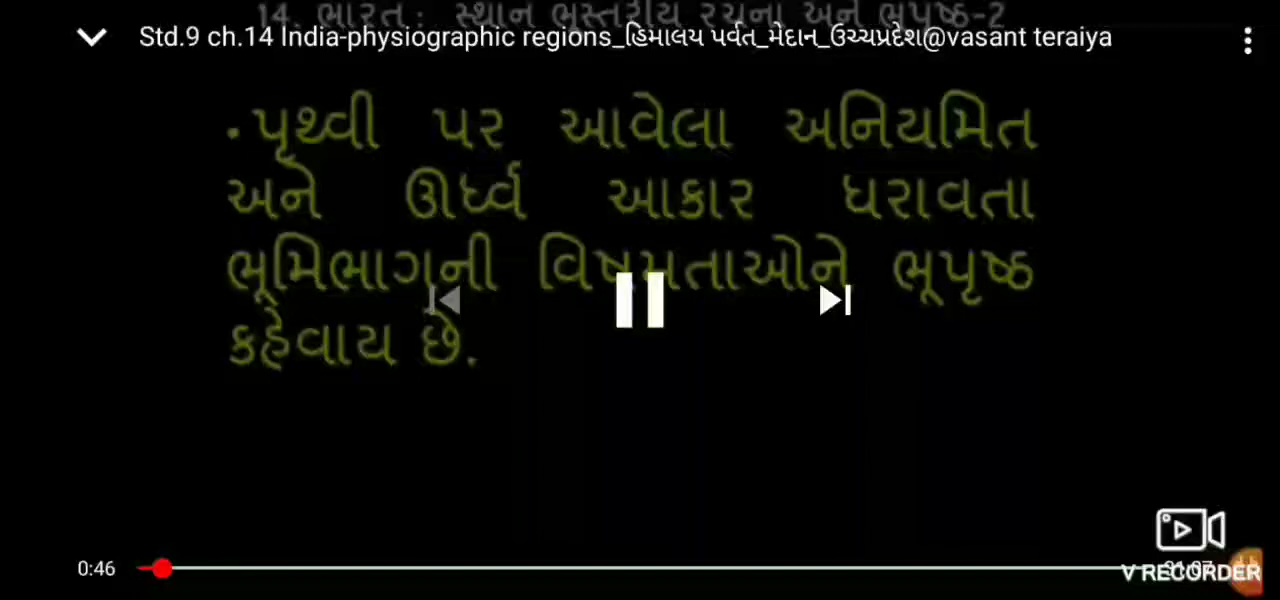 14. ભારત : સ્થાન ભૂસ્તરીય રચના અને ભૂપૃષ્ઠ-2
Std.9 ch.14 India-physiographic regions_હિમાલય પર્વત_મેદાન_ઉચ્ચપ્રદેશ@vasant teraiya
• પૃથ્વી પર આવેલા અનિયમિત
અને ઊર્ધ્વ આકાર ધરાવતા
ભૂમિભાગની વિષમતાઓને ભૂપૃષ્ઠ
કહેવાય છે.
0:46
V RECORDER